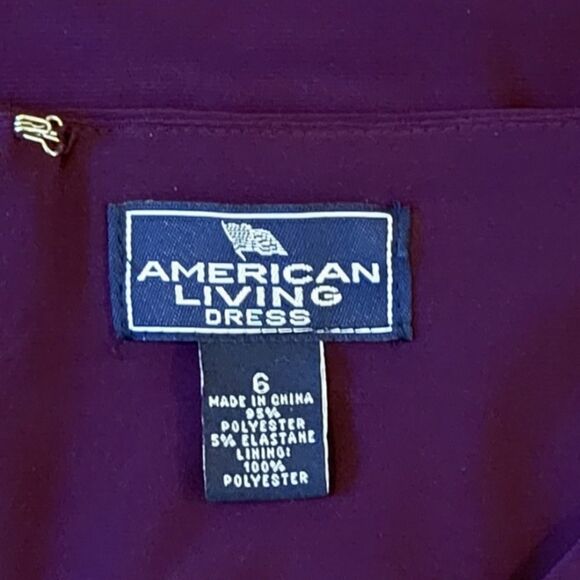 AMERICAN
LIVING
DRESS
6
MADE IN CHINA
95%
POLYESTER
5% ELASTANE
LINING:
100%
POLYESTER